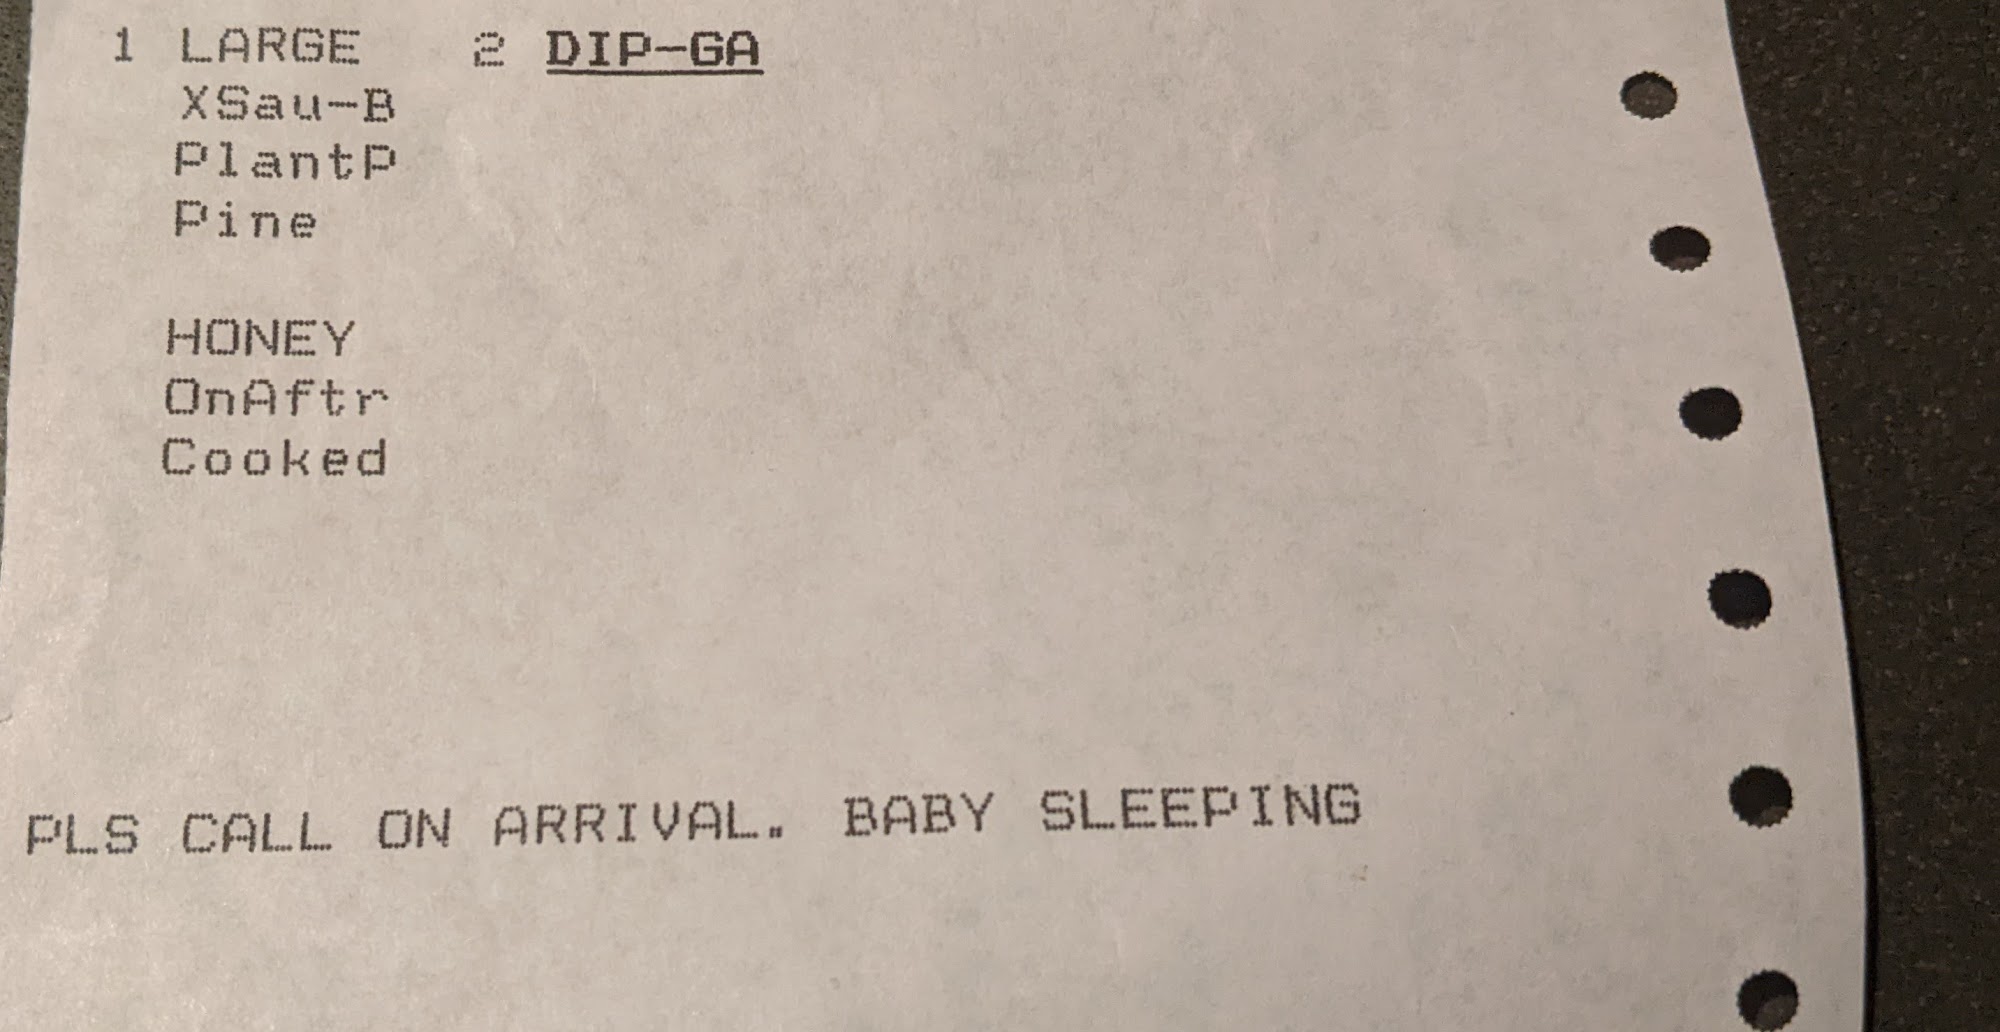 1 LARGE 2 DIP-GA
XSau-B
PlantP
Pine
HONEY
OnAftr
Cooked
PLS CALL ON ARRIVAL. BABY SLEEPING